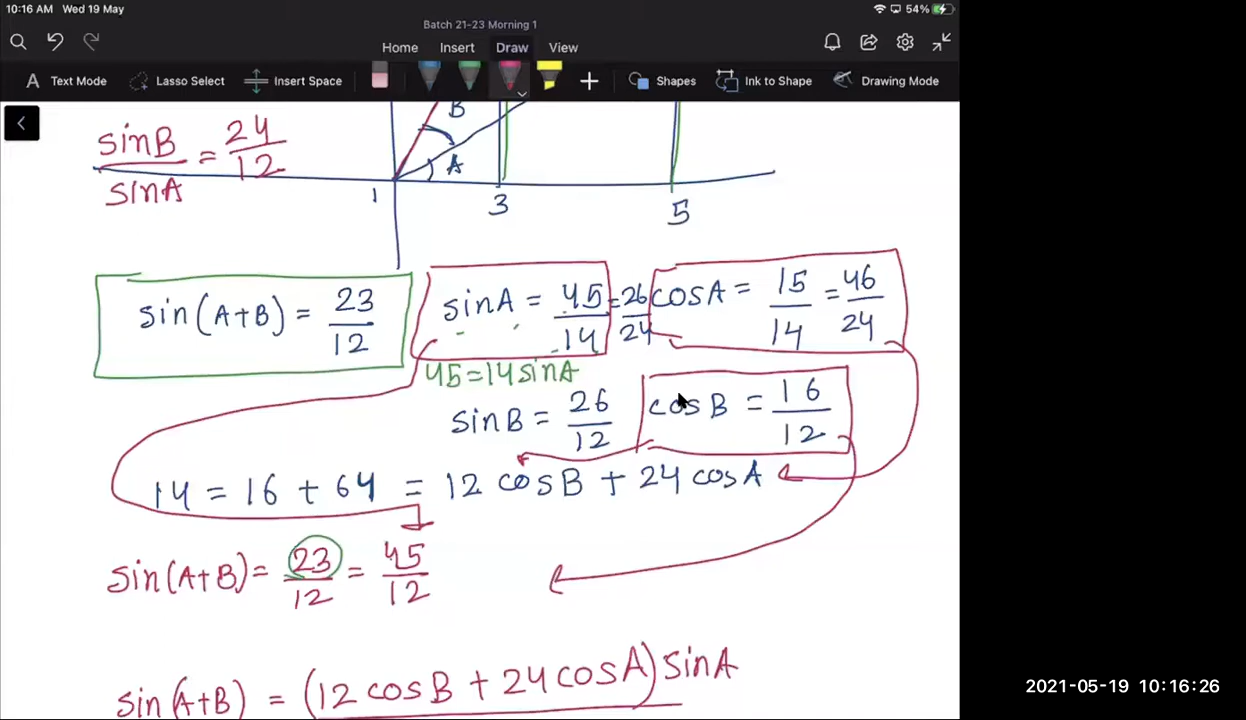 10:16 AM Wed 19 May
54%
Batch 21-23 Morning 1
Home Insert Draw View
A Text Mode Lasso Select Insert Space Shapes Ink to Shape Drawing Mode
sinB/sinA = 24/12
B
A
1 3 5
sin(A+B) = 23/12 sinA = 45/14 = 26/24 cosA = 15/14 = 46/24
45 = 14 sinA
sinB = 26/12 cosB = 16/12
14 = 16 + 64 = 12 cosB + 24 cosA
sin(A+B) = 23/12 = 45/12
sin(A+B) = (12 cosB + 24 cosA) sinA
2021-05-19 10:16:26